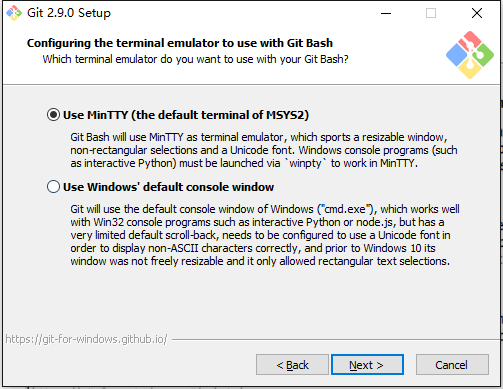 Git 2.9.0 Setup
Configuring the terminal emulator to use with Git Bash
Which terminal emulator do you want to use with your Git Bash?
Use MinTTY (the default terminal of MSYS2)
Git Bash will use MinTTY as terminal emulator, which sports a resizable window,
non-rectangular selections and a Unicode font. Windows console programs (such
as interactive Python) must be launched via `winpty` to work in MinTTY.
Use Windows' default console window
Git will use the default console window of Windows ("cmd.exe"), which works well
with Win32 console programs such as interactive Python or node.js, but has a
very limited default scroll-back, needs to be configured to use a Unicode font in
order to display non-ASCII characters correctly, and prior to Windows 10 its
window was not freely resizable and it only allowed rectangular text selections.
https://git-for-windows.github.io/
< Back
Next >
Cancel